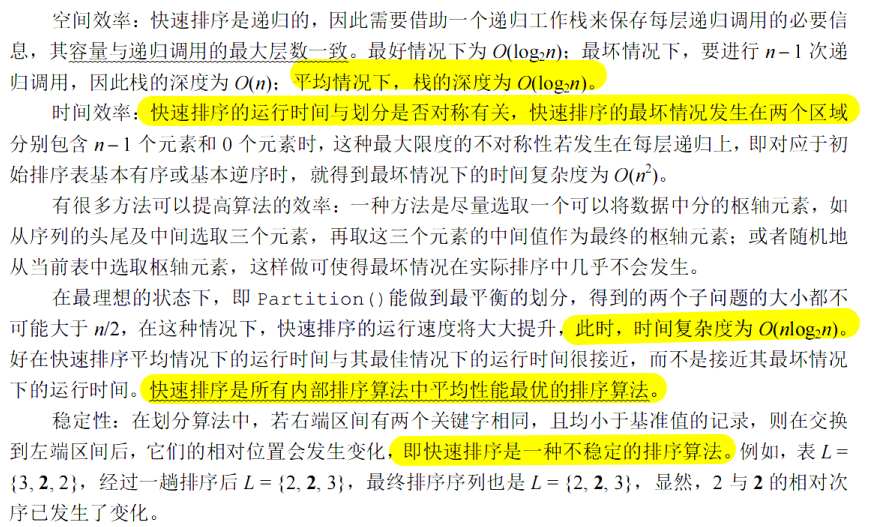 空间效率：快速排序是递归的，因此需要借助一个递归工作栈来保存每层递归调用的必要信
息，其容量与递归调用的最大层数一致。最好情况下为 O(log₂n)；最坏情况下，要进行 n−1 次递
归调用，因此栈的深度为 O(n)；平均情况下，栈的深度为 O(log₂n)。
时间效率：快速排序的运行时间与划分是否对称有关，快速排序的最坏情况发生在两个区域
分别包含 n−1 个元素和 0 个元素时，这种最大限度的不对称性若发生在每层递归上，即对应于初
始排序表基本有序或基本逆序时，就得到最坏情况下的时间复杂度为 O(n²)。
有很多方法可以提高算法的效率：一种方法是尽量选取一个可以将数据中分的枢轴元素，如
从序列的头尾及中间选取三个元素，再取这三个元素的中间值作为最终的枢轴元素；或者随机地
从当前表中选取枢轴元素，这样做可使得最坏情况在实际排序中几乎不会发生。
在最理想的状态下，即 Partition()能做到最平衡的划分，得到的两个子问题的大小都不
可能大于 n/2，在这种情况下，快速排序的运行速度将大大提升，此时，时间复杂度为 O(nlog₂n)。
好在快速排序平均情况下的运行时间与其最佳情况下的运行时间很接近，而不是接近其最坏情况
下的运行时间。快速排序是所有内部排序算法中平均性能最优的排序算法。
稳定性：在划分算法中，若右端区间有两个关键字相同，且均小于基准值的记录，则在交换
到左端区间后，它们的相对位置会发生变化，即快速排序是一种不稳定的排序算法。例如，表 L =
{3, 2, 2}，经过一趟排序后 L = {2, 2, 3}，最终排序序列也是 L = {2, 2, 3}，显然，2 与 2 的相对次
序已发生了变化。